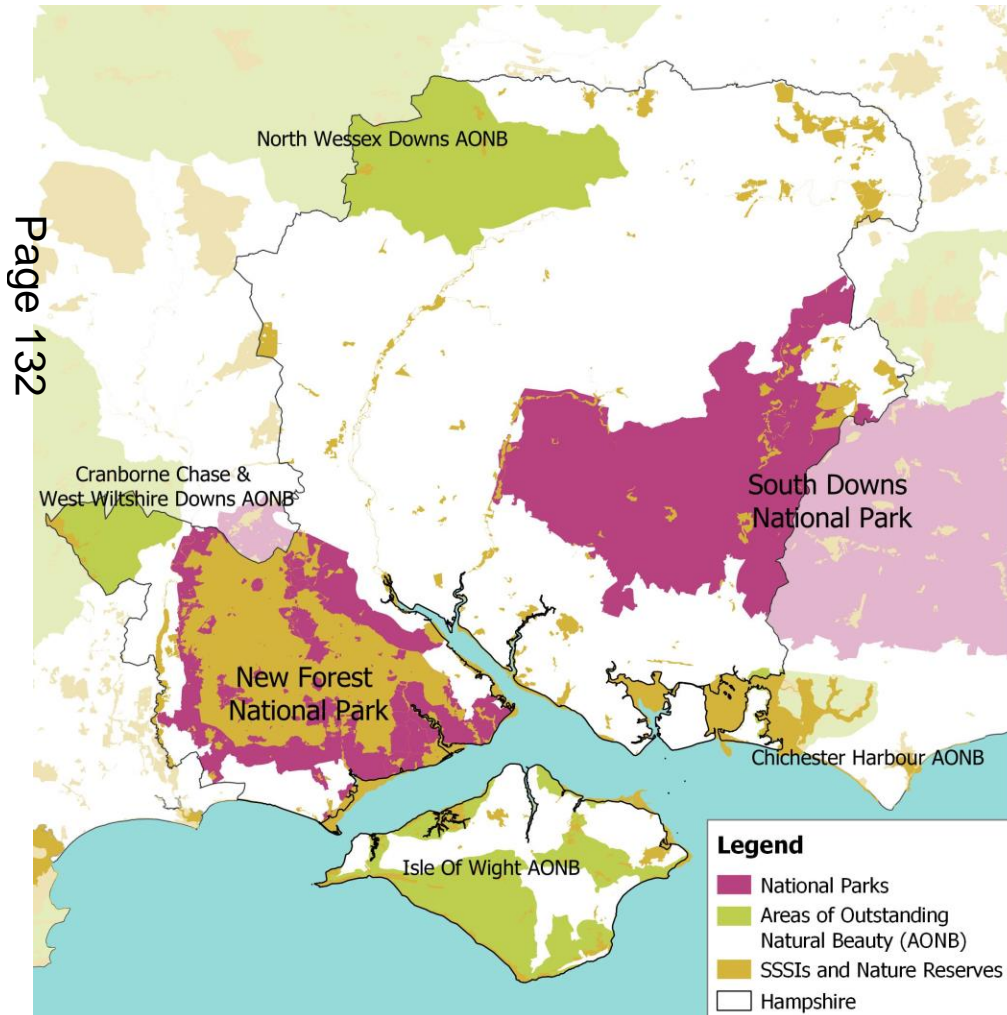 Page 132
North Wessex Downs AONB
Cranborne Chase &
West Wiltshire Downs AONB
South Downs
National Park
New Forest
National Park
Chichester Harbour AONB
Isle Of Wight AONB
Legend
National Parks
Areas of Outstanding
Natural Beauty (AONB)
SSSIs and Nature Reserves
Hampshire